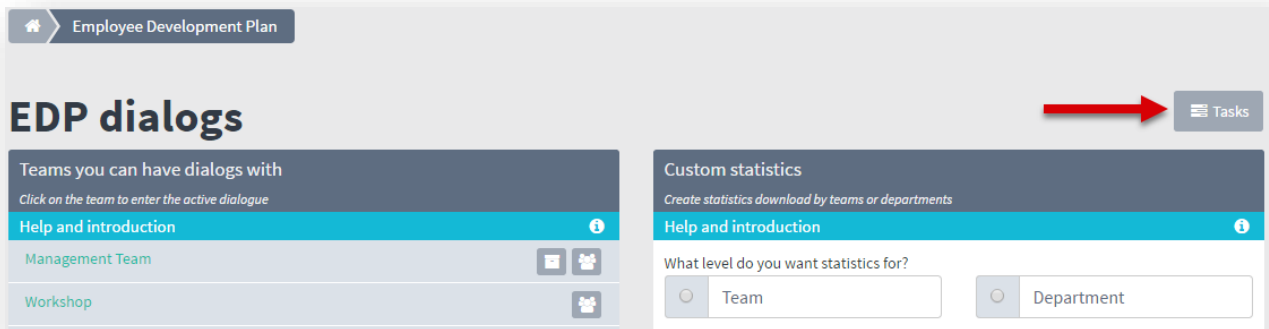 Employee Development Plan
EDP dialogs
Tasks
Teams you can have dialogs with
Click on the team to enter the active dialogue
Help and introduction
Management Team
Workshop
Custom statistics
Create statistics download by teams or departments
Help and introduction
What level do you want statistics for?
Team
Department